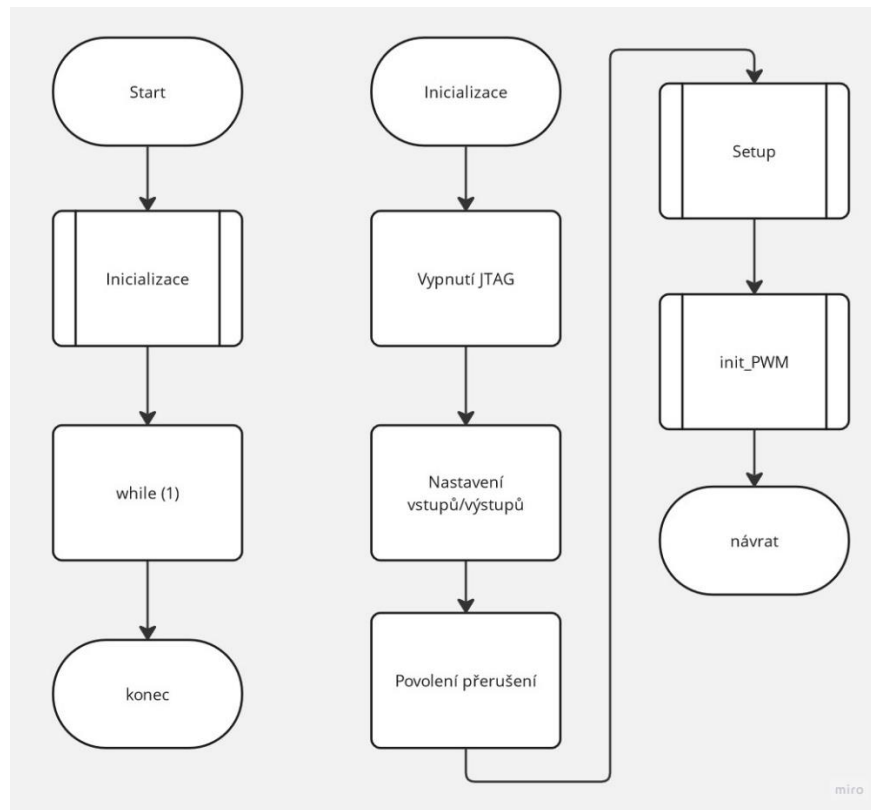 Start
Inicializace
while (1)
konec
Inicializace
Vypnutí JTAG
Nastavení
vstupů/výstupů
Povolení přerušení
Setup
init_PWM
návrat
miro